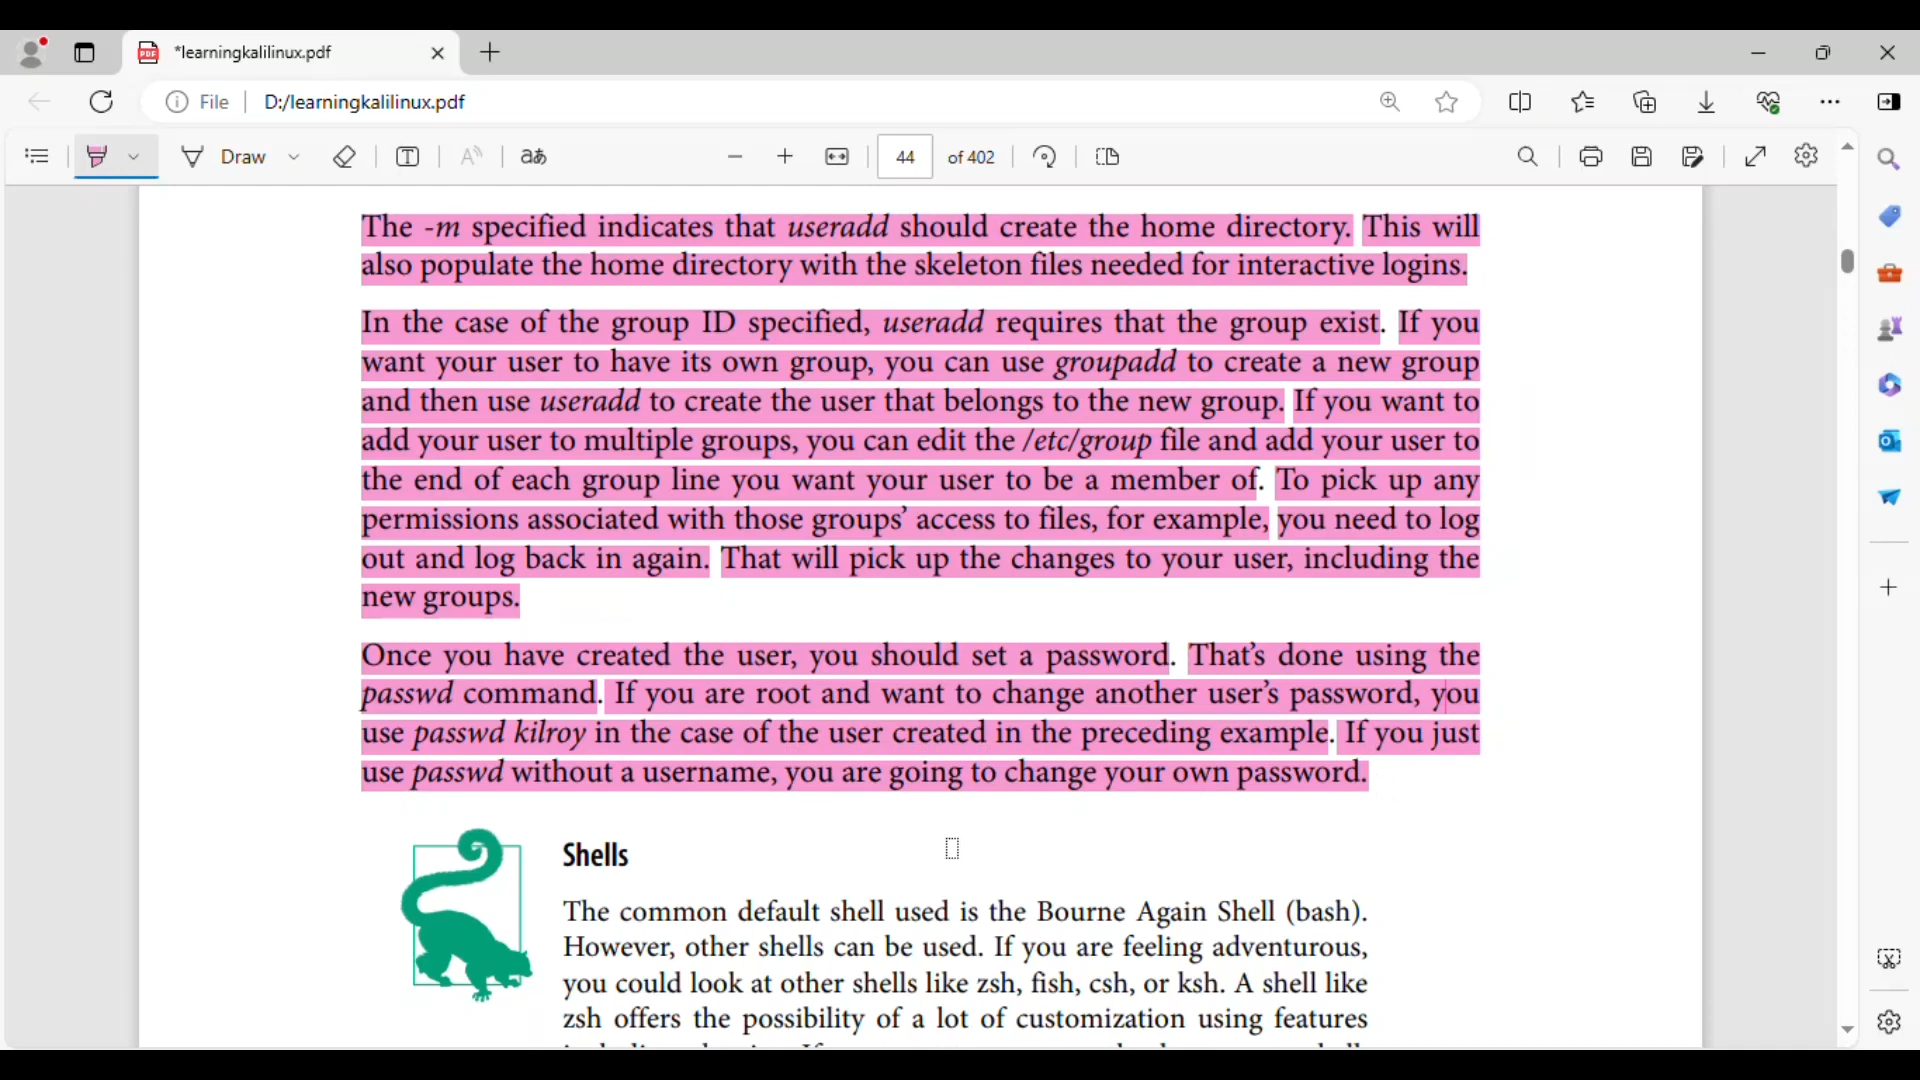 *learningkalilinux.pdf
File
D:/learningkalilinux.pdf
Draw
44 of 402
The -m specified indicates that useradd should create the home directory. This will
also populate the home directory with the skeleton files needed for interactive logins.
In the case of the group ID specified, useradd requires that the group exist. If you
want your user to have its own group, you can use groupadd to create a new group
and then use useradd to create the user that belongs to the new group. If you want to
add your user to multiple groups, you can edit the /etc/group file and add your user to
the end of each group line you want your user to be a member of. To pick up any
permissions associated with those groups’ access to files, for example, you need to log
out and log back in again. That will pick up the changes to your user, including the
new groups.
Once you have created the user, you should set a password. That’s done using the
passwd command. If you are root and want to change another user’s password, you
use passwd kilroy in the case of the user created in the preceding example. If you just
use passwd without a username, you are going to change your own password.
Shells
The common default shell used is the Bourne Again Shell (bash).
However, other shells can be used. If you are feeling adventurous,
you could look at other shells like zsh, fish, csh, or ksh. A shell like
zsh offers the possibility of a lot of customization using features